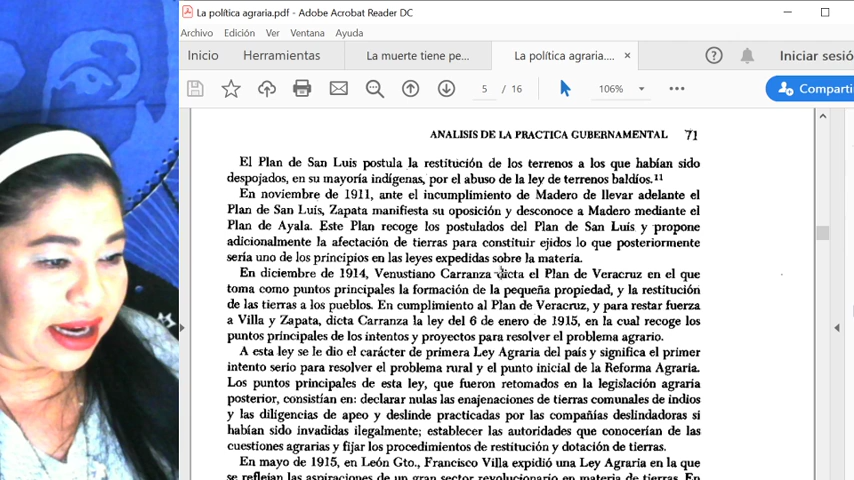 La política agraria.pdf - Adobe Acrobat Reader DC
Archivo Edición Ver Ventana Ayuda
Inicio Herramientas La muerte tiene pe... La política agraria.... × Iniciar sesió
5 / 16 106% Comparti
ANALISIS DE LA PRACTICA GUBERNAMENTAL 71
El Plan de San Luis postula la restitución de los terrenos a los que habían sido
despojados, en su mayoría indígenas, por el abuso de la ley de terrenos baldíos.11
En noviembre de 1911, ante el incumplimiento de Madero de llevar adelante el
Plan de San Luis, Zapata manifiesta su oposición y desconoce a Madero mediante el
Plan de Ayala. Este Plan recoge los postulados del Plan de San Luis y propone
adicionalmente la afectación de tierras para constituir ejidos lo que posteriormente
sería uno de los principios en las leyes expedidas sobre la materia.
En diciembre de 1914, Venustiano Carranza dicta el Plan de Veracruz en el que
toma como puntos principales la formación de la pequeña propiedad, y la restitución
de las tierras a los pueblos. En cumplimiento al Plan de Veracruz, y para restar fuerza
a Villa y Zapata, dicta Carranza la ley del 6 de enero de 1915, en la cual recoge los
puntos principales de los intentos y proyectos para resolver el problema agrario.
A esta ley se le dio el carácter de primera Ley Agraria del país y significa el primer
intento serio para resolver el problema rural y el punto inicial de la Reforma Agraria.
Los puntos principales de esta ley, que fueron retomados en la legislación agraria
posterior, consistían en: declarar nulas las enajenaciones de tierras comunales de indios
y las diligencias de apeo y deslinde practicadas por las compañías deslindadoras si
habían sido invadidas ilegalmente; establecer las autoridades que conocerían de las
cuestiones agrarias y fijar los procedimientos de restitución y dotación de tierras.
En mayo de 1915, en León Gto., Francisco Villa expidió una Ley Agraria en la que
se reflejan las aspiraciones de un gran sector revolucionario en materia de tierras. En